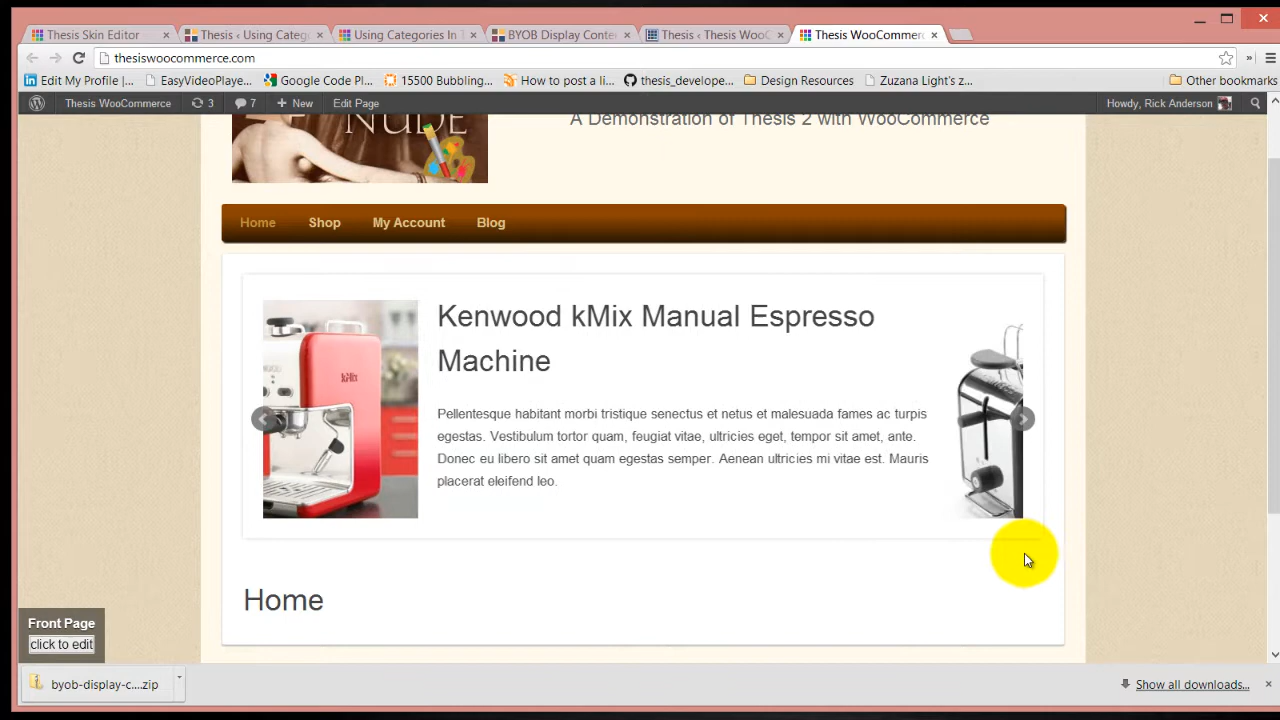 Thesis Skin Editor
Thesis ‹ Using Categ
Using Categories In 1
BYOB Display Conte
Thesis ‹ Thesis WooC
Thesis WooCommerc
thesiswoocommerce.com
Edit My Profile |
EasyVideoPlaye...
Google Code Pl...
15500 Bubbling...
How to post a li...
thesis_develope...
Design Resources
Zuzana Light's z...
Other bookmarks
Thesis WooCommerce
3
7
+ New
Edit Page
Howdy, Rick Anderson
NUDE
A Demonstration of Thesis 2 with WooCommerce
Home
Shop
My Account
Blog
Kenwood kMix Manual Espresso
Machine
kMix
Pellentesque habitant morbi tristique senectus et netus et malesuada fames ac turpis
egestas. Vestibulum tortor quam, feugiat vitae, ultricies eget, tempor sit amet, ante.
Donec eu libero sit amet quam egestas semper. Aenean ultricies mi vitae est. Mauris
placerat eleifend leo.
Home
Front Page
click to edit
byob-display-c....zip
Show all downloads...